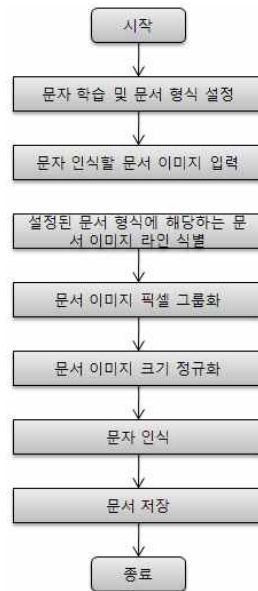 시작
문자 학습 및 문서 형식 설정
문자 인식할 문서 이미지 입력
설정된 문서 형식에 해당하는 문
서 이미지 라인 식별
문서 이미지 픽셀 그룹화
문서 이미지 크기 정규화
문자 인식
문서 저장
종료